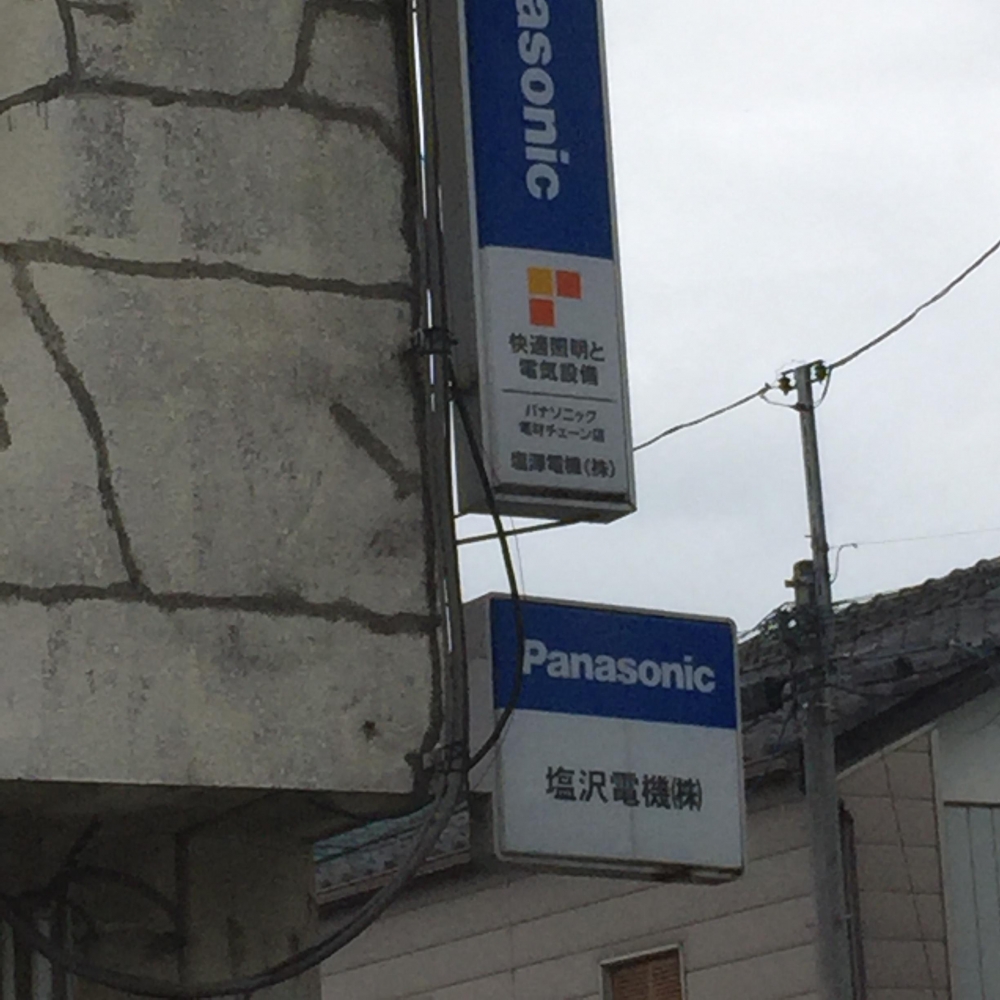 Panasonic
快適照明と
電気設備
パナソニック
電材チェーン店
塩澤電機(株)
Panasonic
塩沢電機㈱